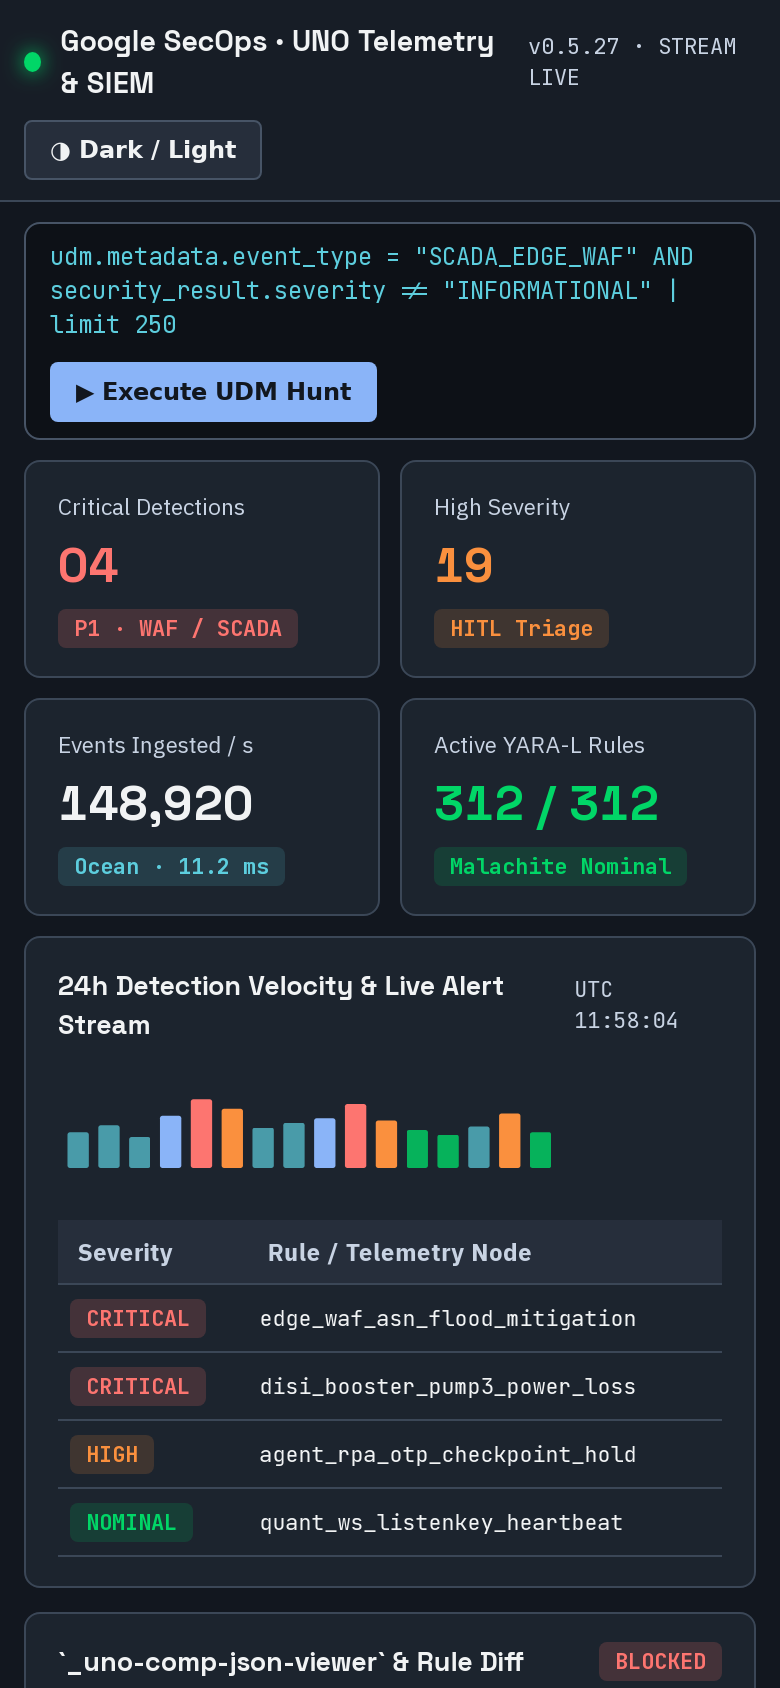 Google SecOps · UNO Telemetry
& SIEM
v0.5.27 · STREAM
LIVE
◑ Dark / Light
udm.metadata.event_type = "SCADA_EDGE_WAF" AND
security_result.severity != "INFORMATIONAL" |
limit 250
▶ Execute UDM Hunt
Critical Detections
04
P1 · WAF / SCADA
High Severity
19
HITL Triage
Events Ingested / s
148,920
Ocean · 11.2 ms
Active YARA-L Rules
312 / 312
Malachite Nominal
24h Detection Velocity & Live Alert
Stream
UTC
11:58:04
Severity Rule / Telemetry Node
CRITICAL edge_waf_asn_flood_mitigation
CRITICAL disi_booster_pump3_power_loss
HIGH agent_rpa_otp_checkpoint_hold
NOMINAL quant_ws_listenkey_heartbeat
`_uno-comp-json-viewer` & Rule Diff BLOCKED